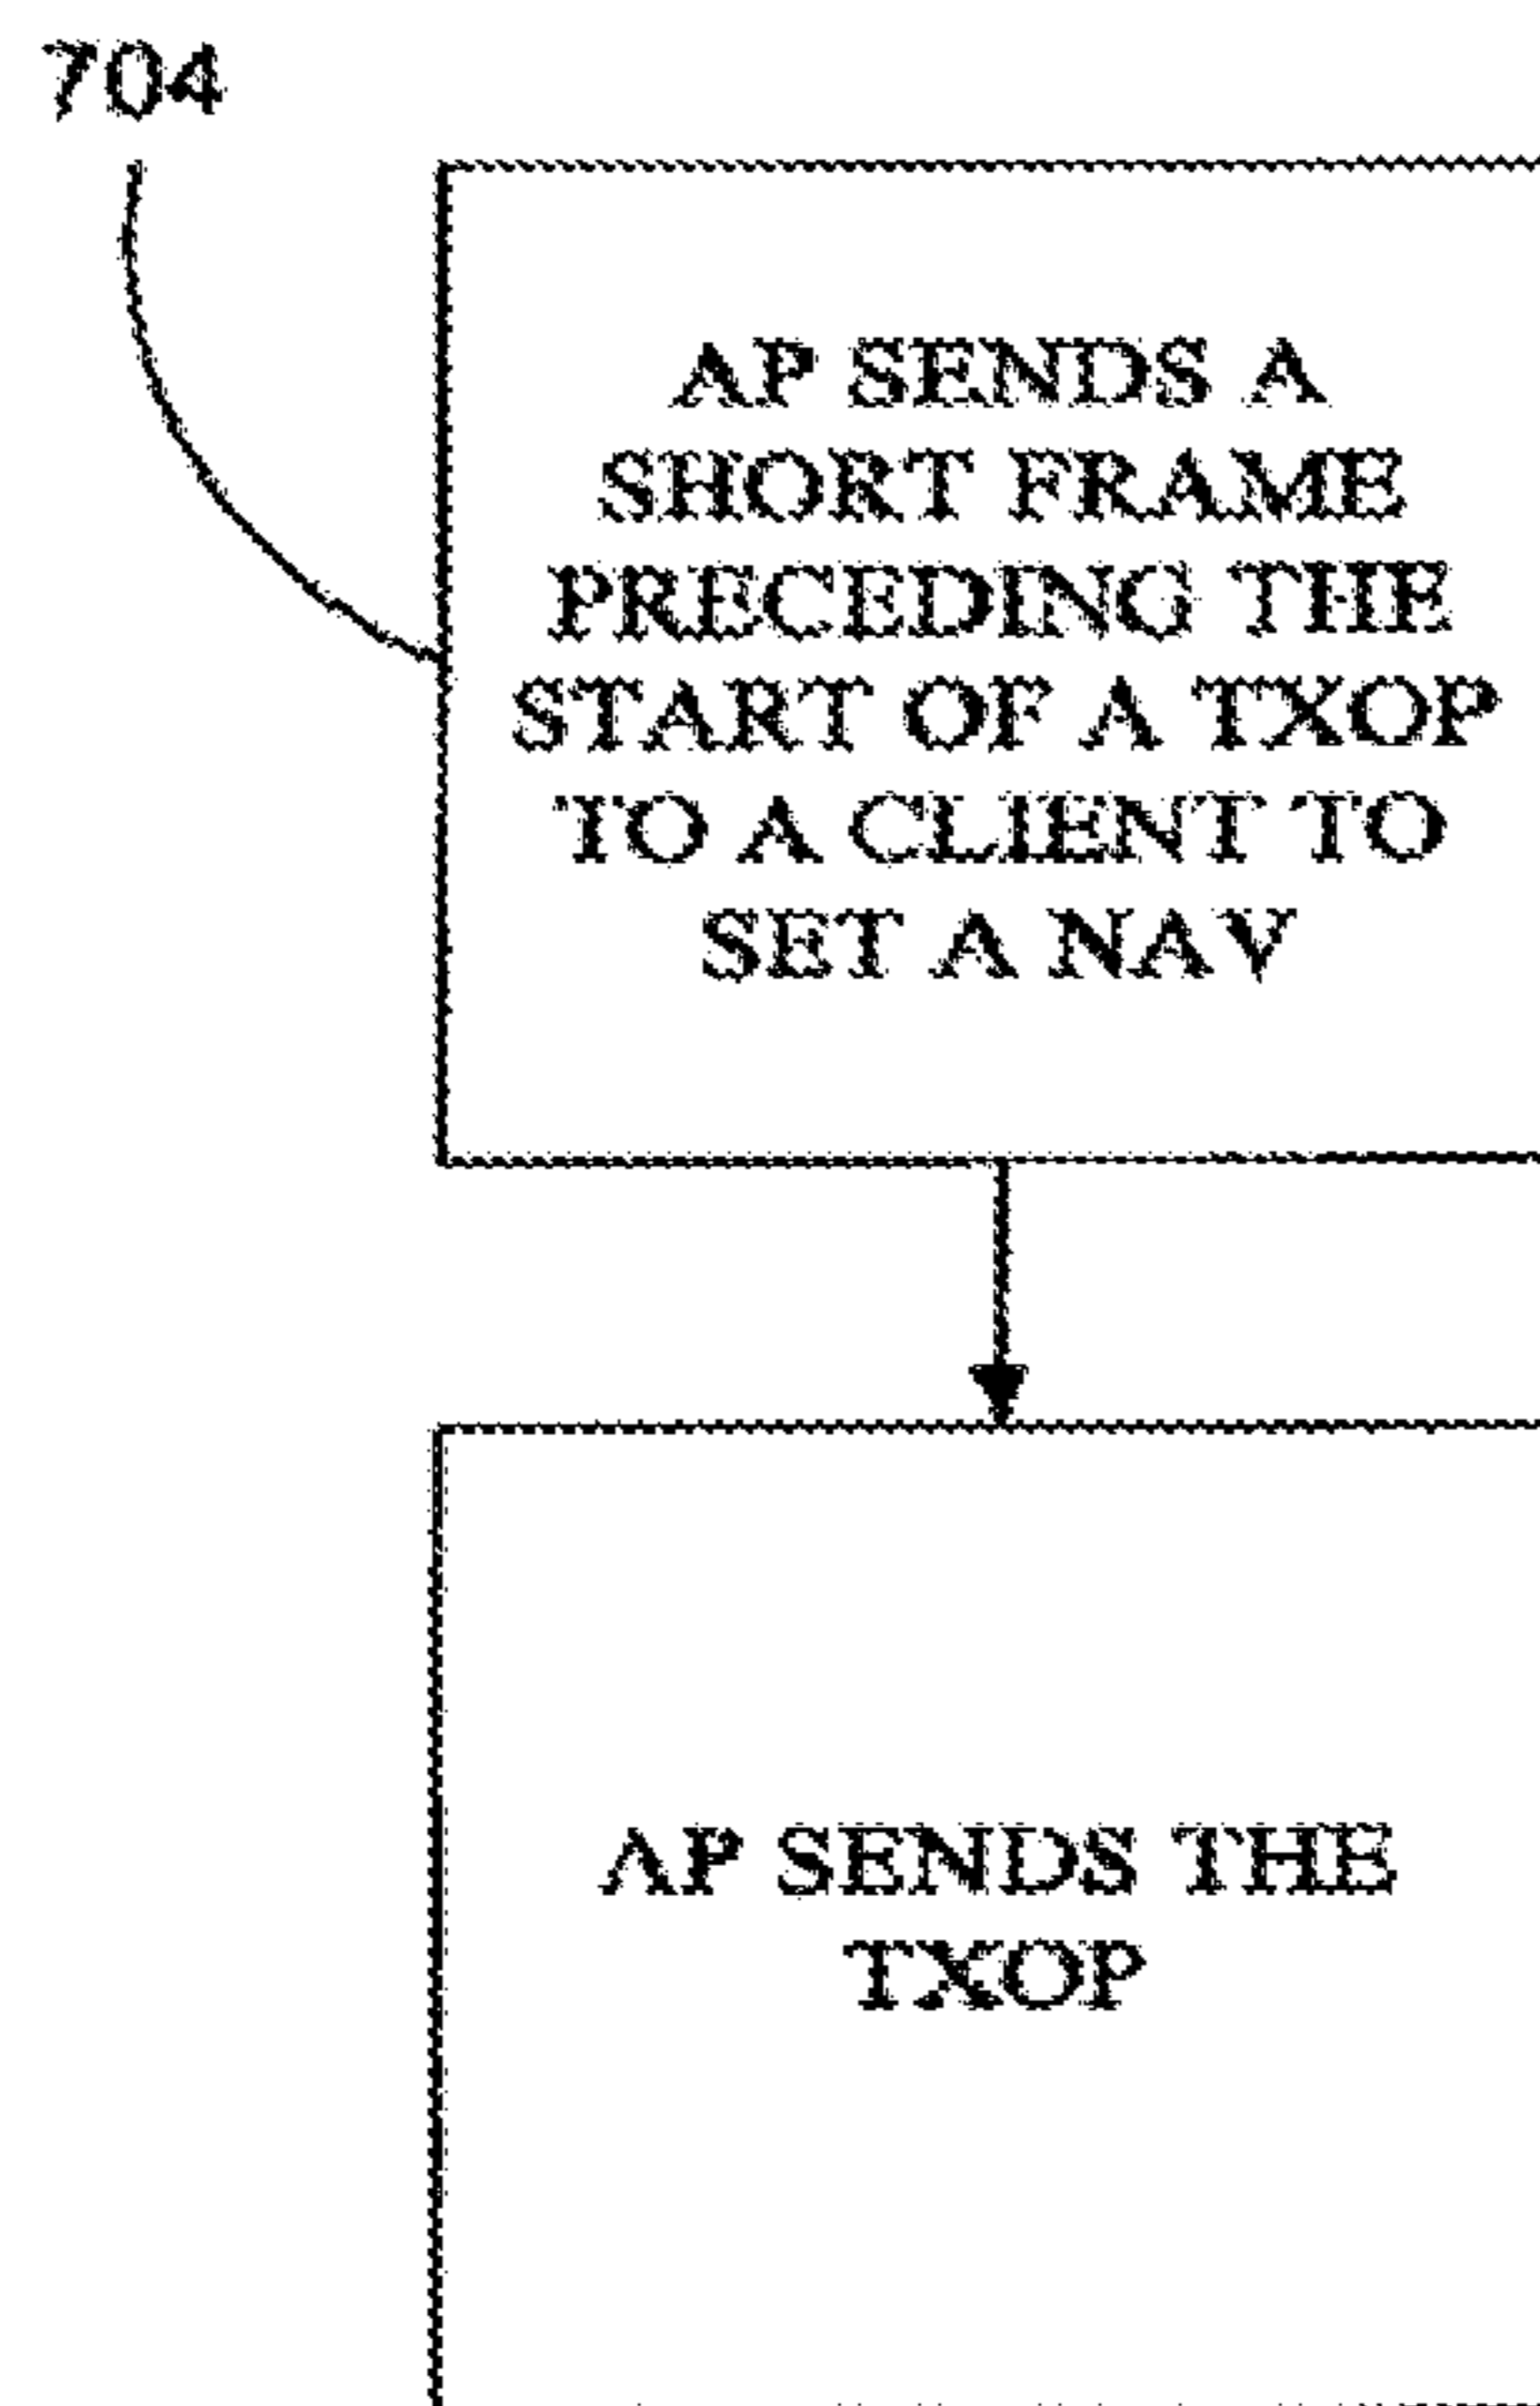 704
AP SENDS A
SHORT FRAME
PRECEDING THE
START OF A TXOP
TO A CLIENT TO
SET A NAV
AP SENDS THE
TXOP